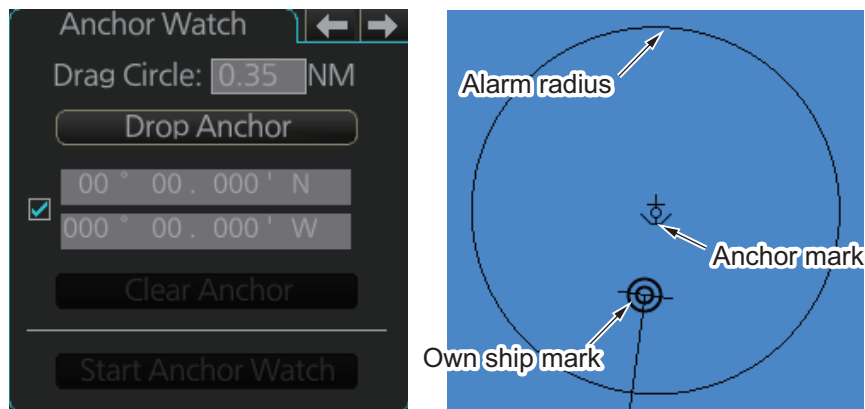 Anchor Watch
Drag Circle: 0.35 NM
Drop Anchor
00 ° 00 . 000 ' N
000 ° 00 . 000 ' W
Clear Anchor
Start Anchor Watch
Alarm radius
Anchor mark
Own ship mark